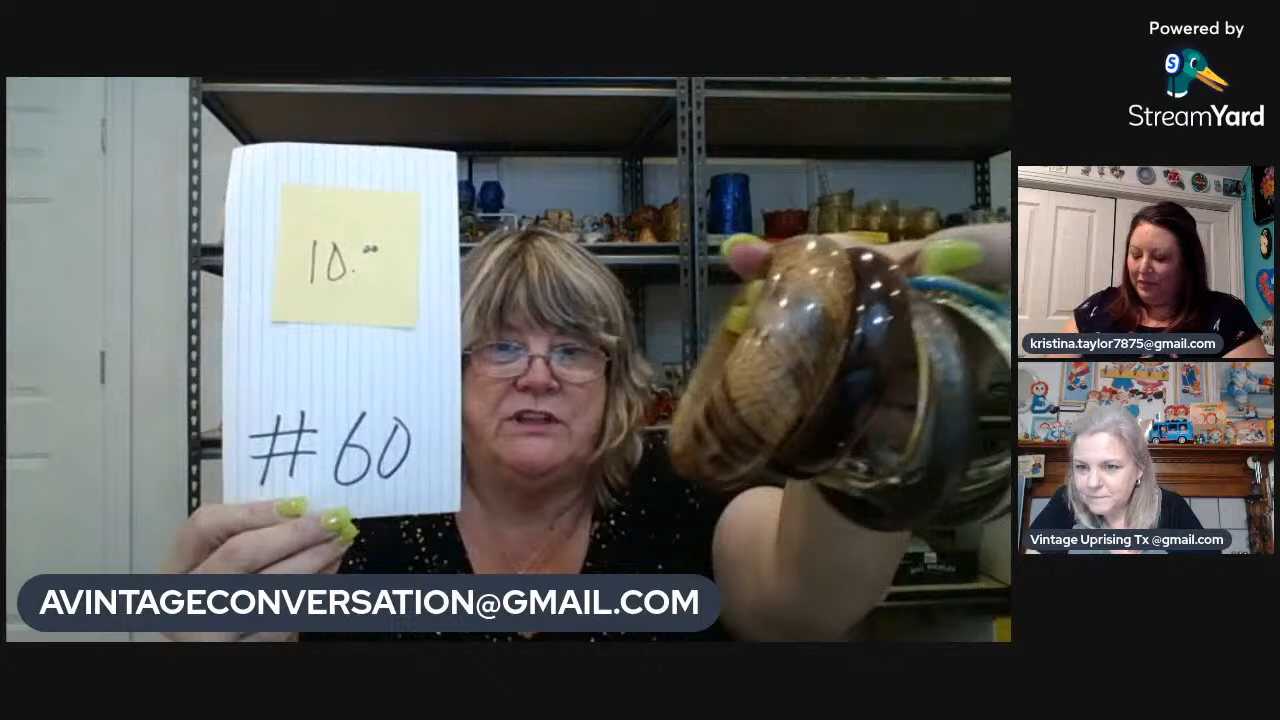 Powered by
StreamYard
10.00
#60
kristina.taylor7875@gmail.com
Vintage Uprising Tx @gmail.com
AVINTAGECONVERSATION@GMAIL.COM